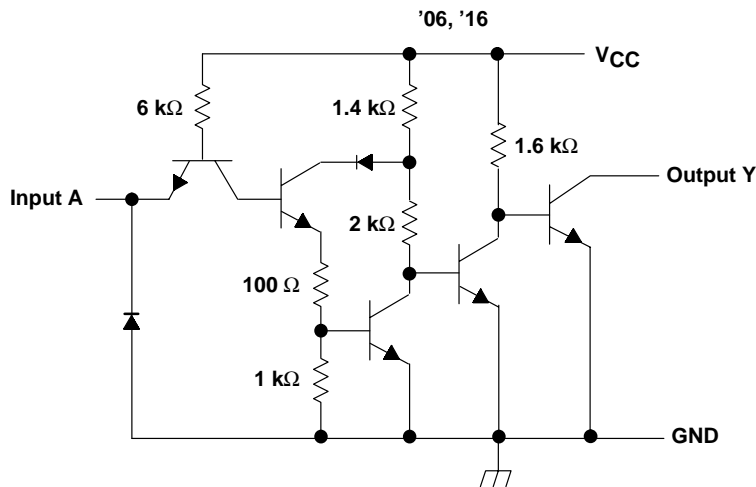 ’06, ’16
VCC
6 kΩ
1.4 kΩ
1.6 kΩ
Input A
Output Y
2 kΩ
100 Ω
1 kΩ
GND